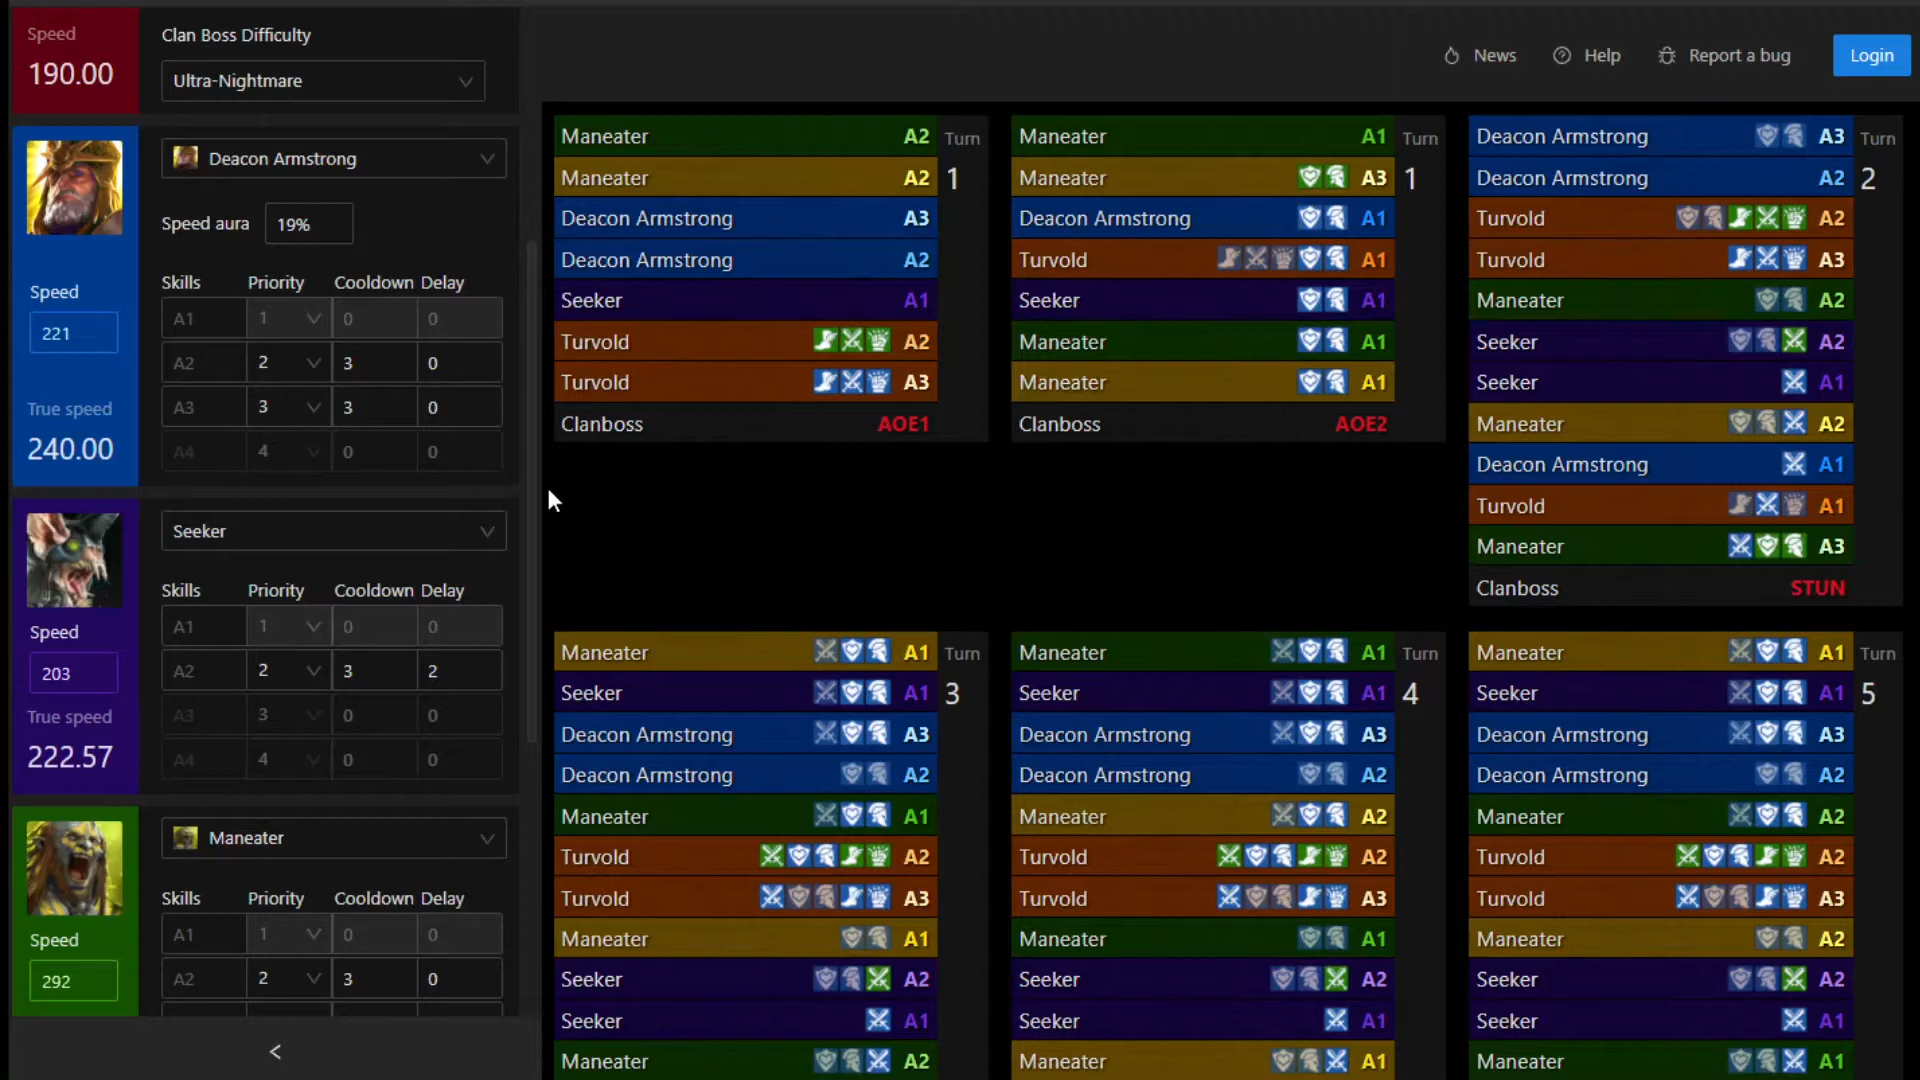 Speed
190.00
Clan Boss Difficulty
Ultra-Nightmare
News
Help
Report a bug
Login
Deacon Armstrong
Speed aura 19%
Speed
221
True speed
240.00
Skills Priority Cooldown Delay
A1 1 0 0
A2 2 3 0
A3 3 3 0
A4 4 0 0
Seeker
Speed
203
True speed
222.57
Skills Priority Cooldown Delay
A1 1 0 0
A2 2 3 2
A3 3 0 0
A4 4 0 0
Maneater
Speed
292
Skills Priority Cooldown Delay
A1 1 0 0
A2 2 3 0
<
Maneater A2
Maneater A2
Deacon Armstrong A3
Deacon Armstrong A2
Seeker A1
Turvold A2
Turvold A3
Clanboss AOE1
Turn
1
Maneater A1
Maneater A3
Deacon Armstrong A1
Turvold A1
Seeker A1
Maneater A1
Maneater A1
Clanboss AOE2
Turn
1
Deacon Armstrong A3
Deacon Armstrong A2
Turvold A2
Turvold A3
Maneater A2
Seeker A2
Seeker A1
Maneater A2
Deacon Armstrong A1
Turvold A1
Maneater A3
Clanboss STUN
Turn
2
Maneater A1
Seeker A1
Deacon Armstrong A3
Deacon Armstrong A2
Maneater A1
Turvold A2
Turvold A3
Maneater A1
Seeker A2
Seeker A1
Maneater A2
Turn
3
Maneater A1
Seeker A1
Deacon Armstrong A3
Deacon Armstrong A2
Maneater A2
Turvold A2
Turvold A3
Maneater A1
Seeker A2
Seeker A1
Maneater A1
Turn
4
Maneater A1
Seeker A1
Deacon Armstrong A3
Deacon Armstrong A2
Maneater A2
Turvold A2
Turvold A3
Maneater A2
Seeker A2
Seeker A1
Maneater A1
Turn
5